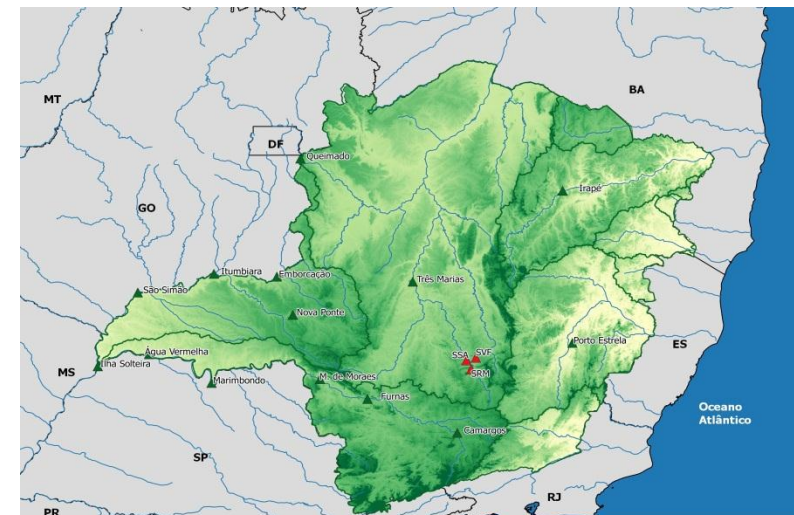 MT
BA
DF
Queimado
Irapé
GO
Itumbiara
Emborcação
São Simão
Três Marias
Nova Ponte
Água Vermelha
SSA
SVF
Porto Estrela
ES
Ilha Solteira
MS
SRM
Marimbondo
M. de Moraes
Furnas
Oceano
Atlântico
Camargos
SP
RJ
PR